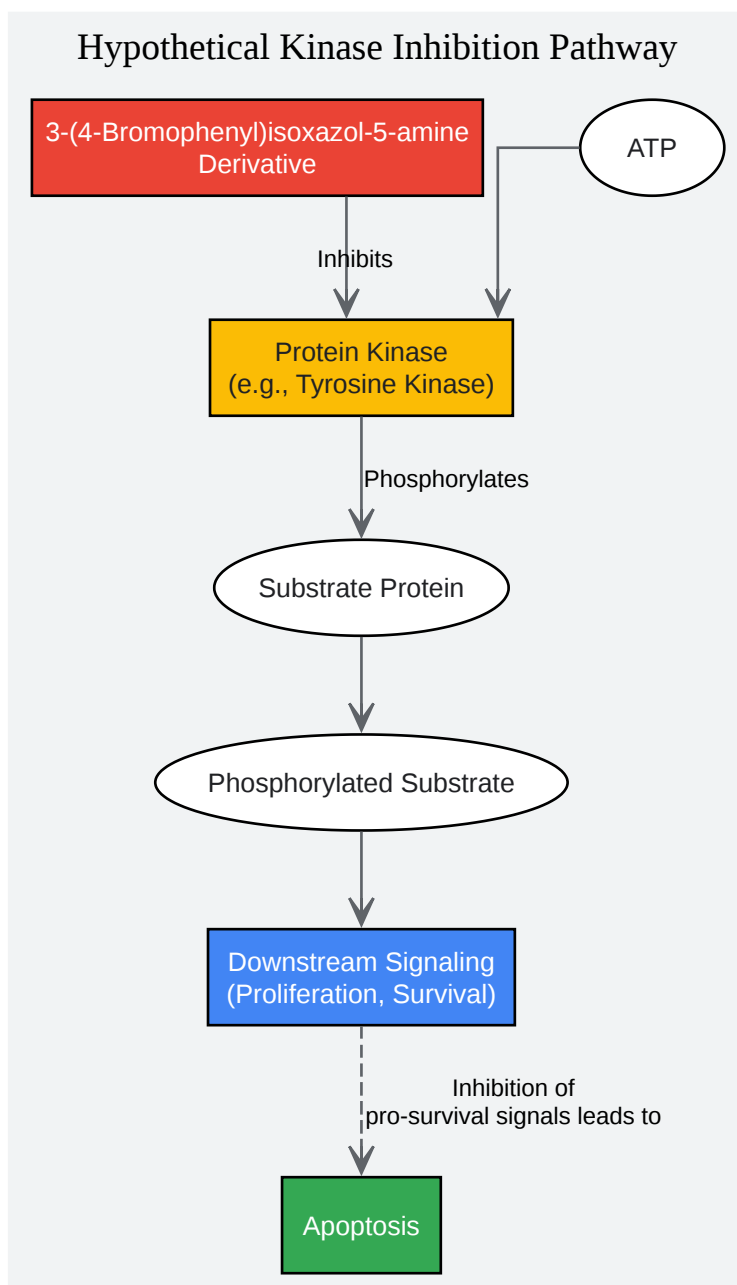 Hypothetical Kinase Inhibition Pathway
3-(4-Bromophenyl)isoxazol-5-amine
Derivative
ATP
Inhibits
Protein Kinase
(e.g., Tyrosine Kinase)
Phosphorylates
Substrate Protein
Phosphorylated Substrate
Downstream Signaling
(Proliferation, Survival)
Inhibition of
pro-survival signals leads to
Apoptosis